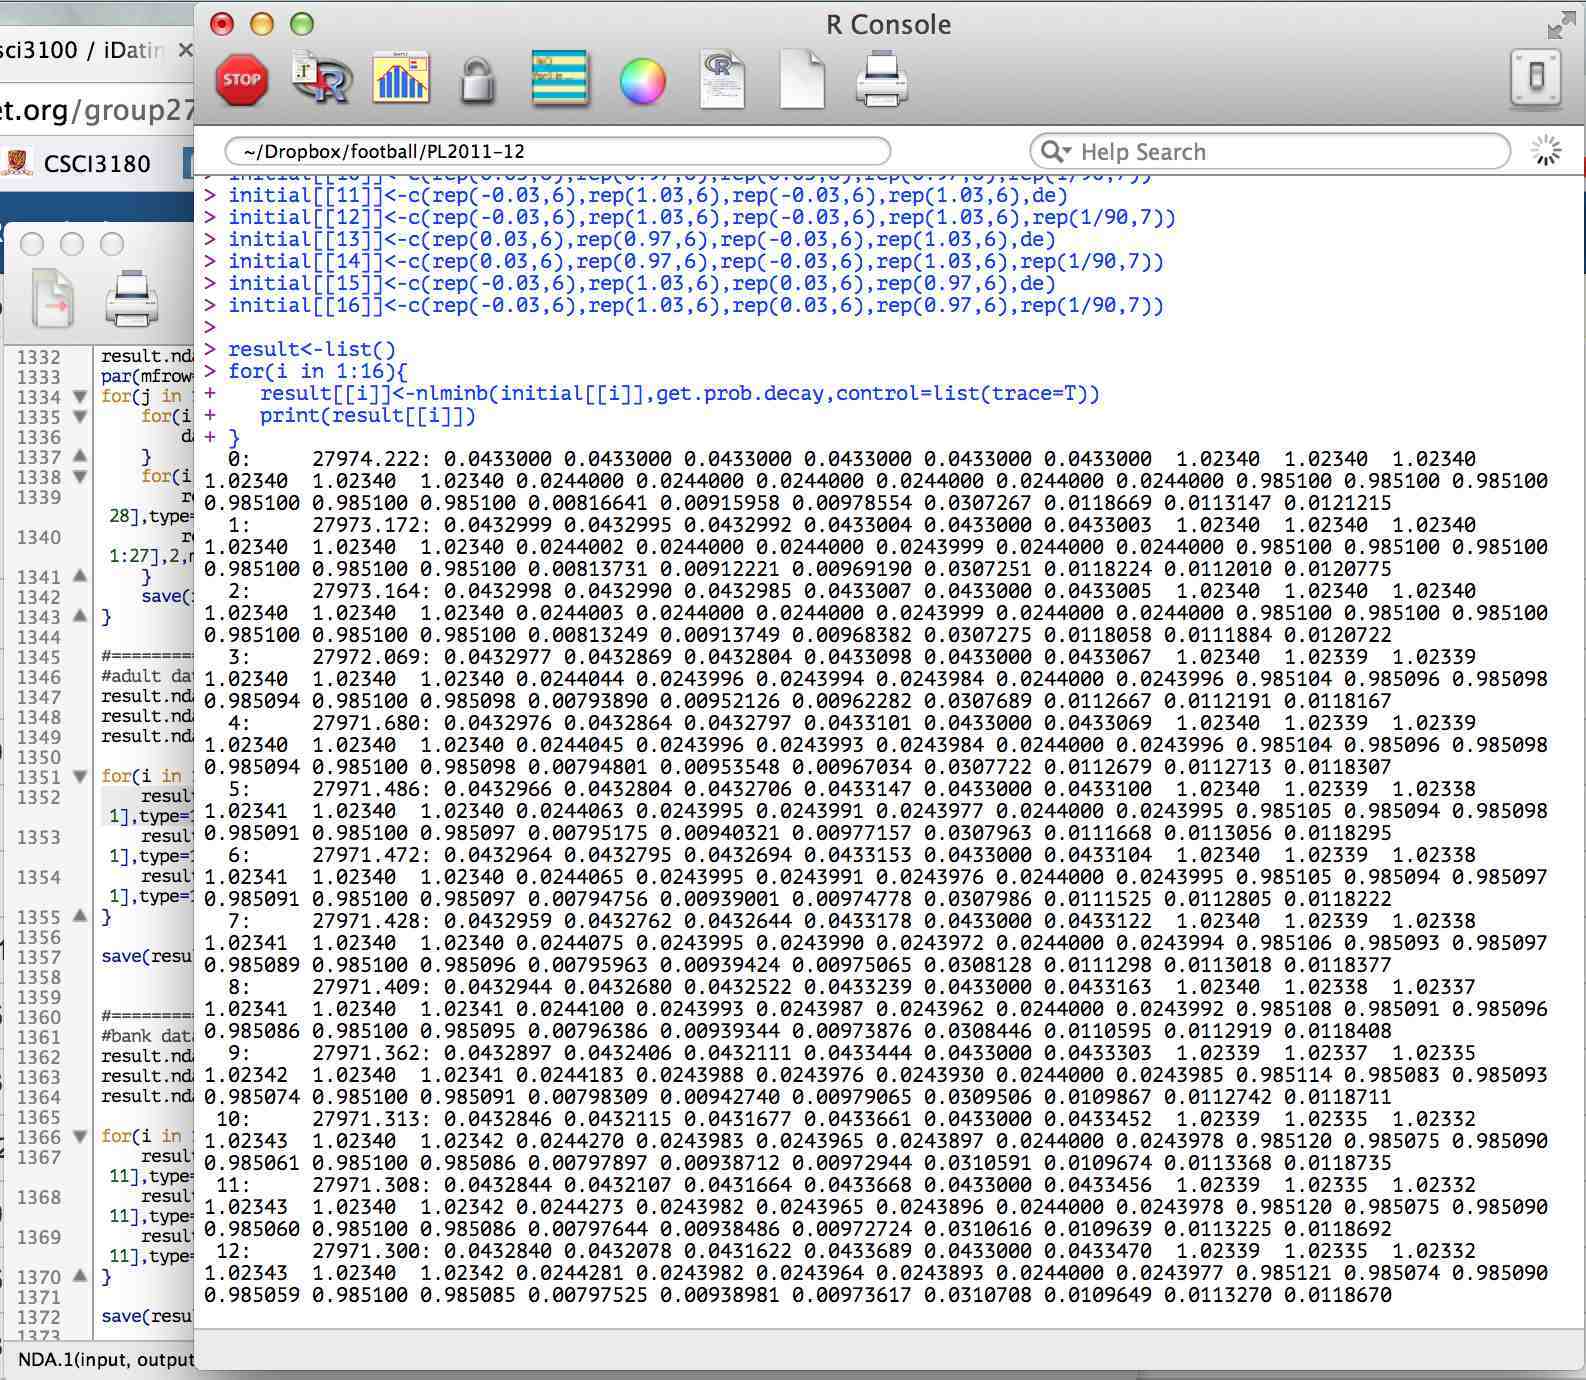 R Console
sci3100 / iDatin
et.org/group27
CSCI3180
STOP
~/Dropbox/football/PL2011-12
Help Search
> initial[[11]]<-c(rep(-0.03,6),rep(1.03,6),rep(-0.03,6),rep(1.03,6),de)
> initial[[12]]<-c(rep(-0.03,6),rep(1.03,6),rep(-0.03,6),rep(1.03,6),rep(1/90,7))
> initial[[13]]<-c(rep(0.03,6),rep(0.97,6),rep(-0.03,6),rep(1.03,6),de)
> initial[[14]]<-c(rep(0.03,6),rep(0.97,6),rep(-0.03,6),rep(1.03,6),rep(1/90,7))
> initial[[15]]<-c(rep(-0.03,6),rep(1.03,6),rep(0.03,6),rep(0.97,6),de)
> initial[[16]]<-c(rep(-0.03,6),rep(1.03,6),rep(0.03,6),rep(0.97,6),rep(1/90,7))
>
> result<-list()
> for(i in 1:16){
+ result[[i]]<-nlminb(initial[[i]],get.prob.decay,control=list(trace=T))
+ print(result[[i]])
+ }
0: 27974.222: 0.0433000 0.0433000 0.0433000 0.0433000 0.0433000 0.0433000 1.02340 1.02340 1.02340
1.02340 1.02340 1.02340 0.0244000 0.0244000 0.0244000 0.0244000 0.0244000 0.0244000 0.985100 0.985100 0.985100
0.985100 0.985100 0.985100 0.00816641 0.00915958 0.00978554 0.0307267 0.0118669 0.0113147 0.0121215
1: 27973.172: 0.0432999 0.0432995 0.0432992 0.0433004 0.0433000 0.0433003 1.02340 1.02340 1.02340
1.02340 1.02340 1.02340 0.0244002 0.0244000 0.0244000 0.0243999 0.0244000 0.0244000 0.985100 0.985100 0.985100
0.985100 0.985100 0.985100 0.00813731 0.00912221 0.00969190 0.0307251 0.0118224 0.0112010 0.0120775
2: 27973.164: 0.0432998 0.0432990 0.0432985 0.0433007 0.0433000 0.0433005 1.02340 1.02340 1.02340
1.02340 1.02340 1.02340 0.0244003 0.0244000 0.0244000 0.0243999 0.0244000 0.0244000 0.985100 0.985100 0.985100
0.985100 0.985100 0.985100 0.00813249 0.00913749 0.00968382 0.0307275 0.0118058 0.0111884 0.0120722
3: 27972.069: 0.0432977 0.0432869 0.0432804 0.0433098 0.0433000 0.0433067 1.02340 1.02339 1.02339
1.02340 1.02340 1.02340 0.0244044 0.0243996 0.0243994 0.0243984 0.0244000 0.0243996 0.985104 0.985096 0.985098
0.985094 0.985100 0.985098 0.00793890 0.00952126 0.00962282 0.0307689 0.0112667 0.0112191 0.0118167
4: 27971.680: 0.0432976 0.0432864 0.0432797 0.0433101 0.0433000 0.0433069 1.02340 1.02339 1.02339
1.02340 1.02340 1.02340 0.0244045 0.0243996 0.0243993 0.0243984 0.0244000 0.0243996 0.985104 0.985096 0.985098
0.985094 0.985100 0.985098 0.00794801 0.00953548 0.00967034 0.0307722 0.0112679 0.0112713 0.0118307
5: 27971.486: 0.0432966 0.0432804 0.0432706 0.0433147 0.0433000 0.0433100 1.02340 1.02339 1.02338
1.02341 1.02340 1.02340 0.0244063 0.0243995 0.0243991 0.0243977 0.0244000 0.0243995 0.985105 0.985094 0.985098
0.985091 0.985100 0.985097 0.00795175 0.00940321 0.00977157 0.0307963 0.0111668 0.0113056 0.0118295
6: 27971.472: 0.0432964 0.0432795 0.0432694 0.0433153 0.0433000 0.0433104 1.02340 1.02339 1.02338
1.02341 1.02340 1.02340 0.0244065 0.0243995 0.0243991 0.0243976 0.0244000 0.0243995 0.985105 0.985094 0.985097
0.985091 0.985100 0.985097 0.00794756 0.00939001 0.00974778 0.0307986 0.0111525 0.0112805 0.0118222
7: 27971.428: 0.0432959 0.0432762 0.0432644 0.0433178 0.0433000 0.0433122 1.02340 1.02339 1.02338
1.02341 1.02340 1.02340 0.0244075 0.0243995 0.0243990 0.0243972 0.0244000 0.0243994 0.985106 0.985093 0.985097
0.985089 0.985100 0.985096 0.00795963 0.00939424 0.00975065 0.0308128 0.0111298 0.0113018 0.0118377
8: 27971.409: 0.0432944 0.0432680 0.0432522 0.0433239 0.0433000 0.0433163 1.02340 1.02338 1.02337
1.02341 1.02340 1.02341 0.0244100 0.0243993 0.0243987 0.0243962 0.0244000 0.0243992 0.985108 0.985091 0.985096
0.985086 0.985100 0.985095 0.00796386 0.00939344 0.00973876 0.0308446 0.0110595 0.0112919 0.0118408
9: 27971.362: 0.0432897 0.0432406 0.0432111 0.0433444 0.0433000 0.0433303 1.02339 1.02337 1.02335
1.02342 1.02340 1.02341 0.0244183 0.0243988 0.0243976 0.0243930 0.0244000 0.0243985 0.985114 0.985083 0.985093
0.985074 0.985100 0.985091 0.00798309 0.00942740 0.00979065 0.0309506 0.0109867 0.0112742 0.0118711
10: 27971.313: 0.0432846 0.0432115 0.0431677 0.0433661 0.0433000 0.0433452 1.02339 1.02335 1.02332
1.02343 1.02340 1.02342 0.0244270 0.0243983 0.0243965 0.0243897 0.0244000 0.0243978 0.985120 0.985075 0.985090
0.985061 0.985100 0.985086 0.00797897 0.00938712 0.00972944 0.0310591 0.0109674 0.0113368 0.0118735
11: 27971.308: 0.0432844 0.0432107 0.0431664 0.0433668 0.0433000 0.0433456 1.02339 1.02335 1.02332
1.02343 1.02340 1.02342 0.0244273 0.0243982 0.0243965 0.0243896 0.0244000 0.0243978 0.985120 0.985075 0.985090
0.985060 0.985100 0.985086 0.00797644 0.00938486 0.00972724 0.0310616 0.0109639 0.0113225 0.0118692
12: 27971.300: 0.0432840 0.0432078 0.0431622 0.0433689 0.0433000 0.0433470 1.02339 1.02335 1.02332
1.02343 1.02340 1.02342 0.0244281 0.0243982 0.0243964 0.0243893 0.0244000 0.0243977 0.985121 0.985074 0.985090
0.985059 0.985100 0.985085 0.00797525 0.00938981 0.00973617 0.0310708 0.0109649 0.0113270 0.0118670
1332 result.nda
1333 par(mfrow=
1334 for(j in
1335 for(i
1336 da
1337 }
1338 for(i
1339 re
28],type=
1340 re
1:27],2,m
1341 }
1342 save(
1343 }
1344
1345 #=========
1346 #adult dat
1347 result.nda
1348 result.nda
1349 result.nda
1350
1351 for(i in
1352 result
1],type=
1353 result
1],type=
1354 result
1],type=
1355 }
1356
1357 save(resu
1358
1359
1360 #=========
1361 #bank data
1362 result.nda
1363 result.nda
1364 result.nda
1365
1366 for(i in
1367 result
11],type=
1368 result
11],type=
1369 result
11],type=
1370 }
1371
1372 save(resu
1373
NDA.1(input, output